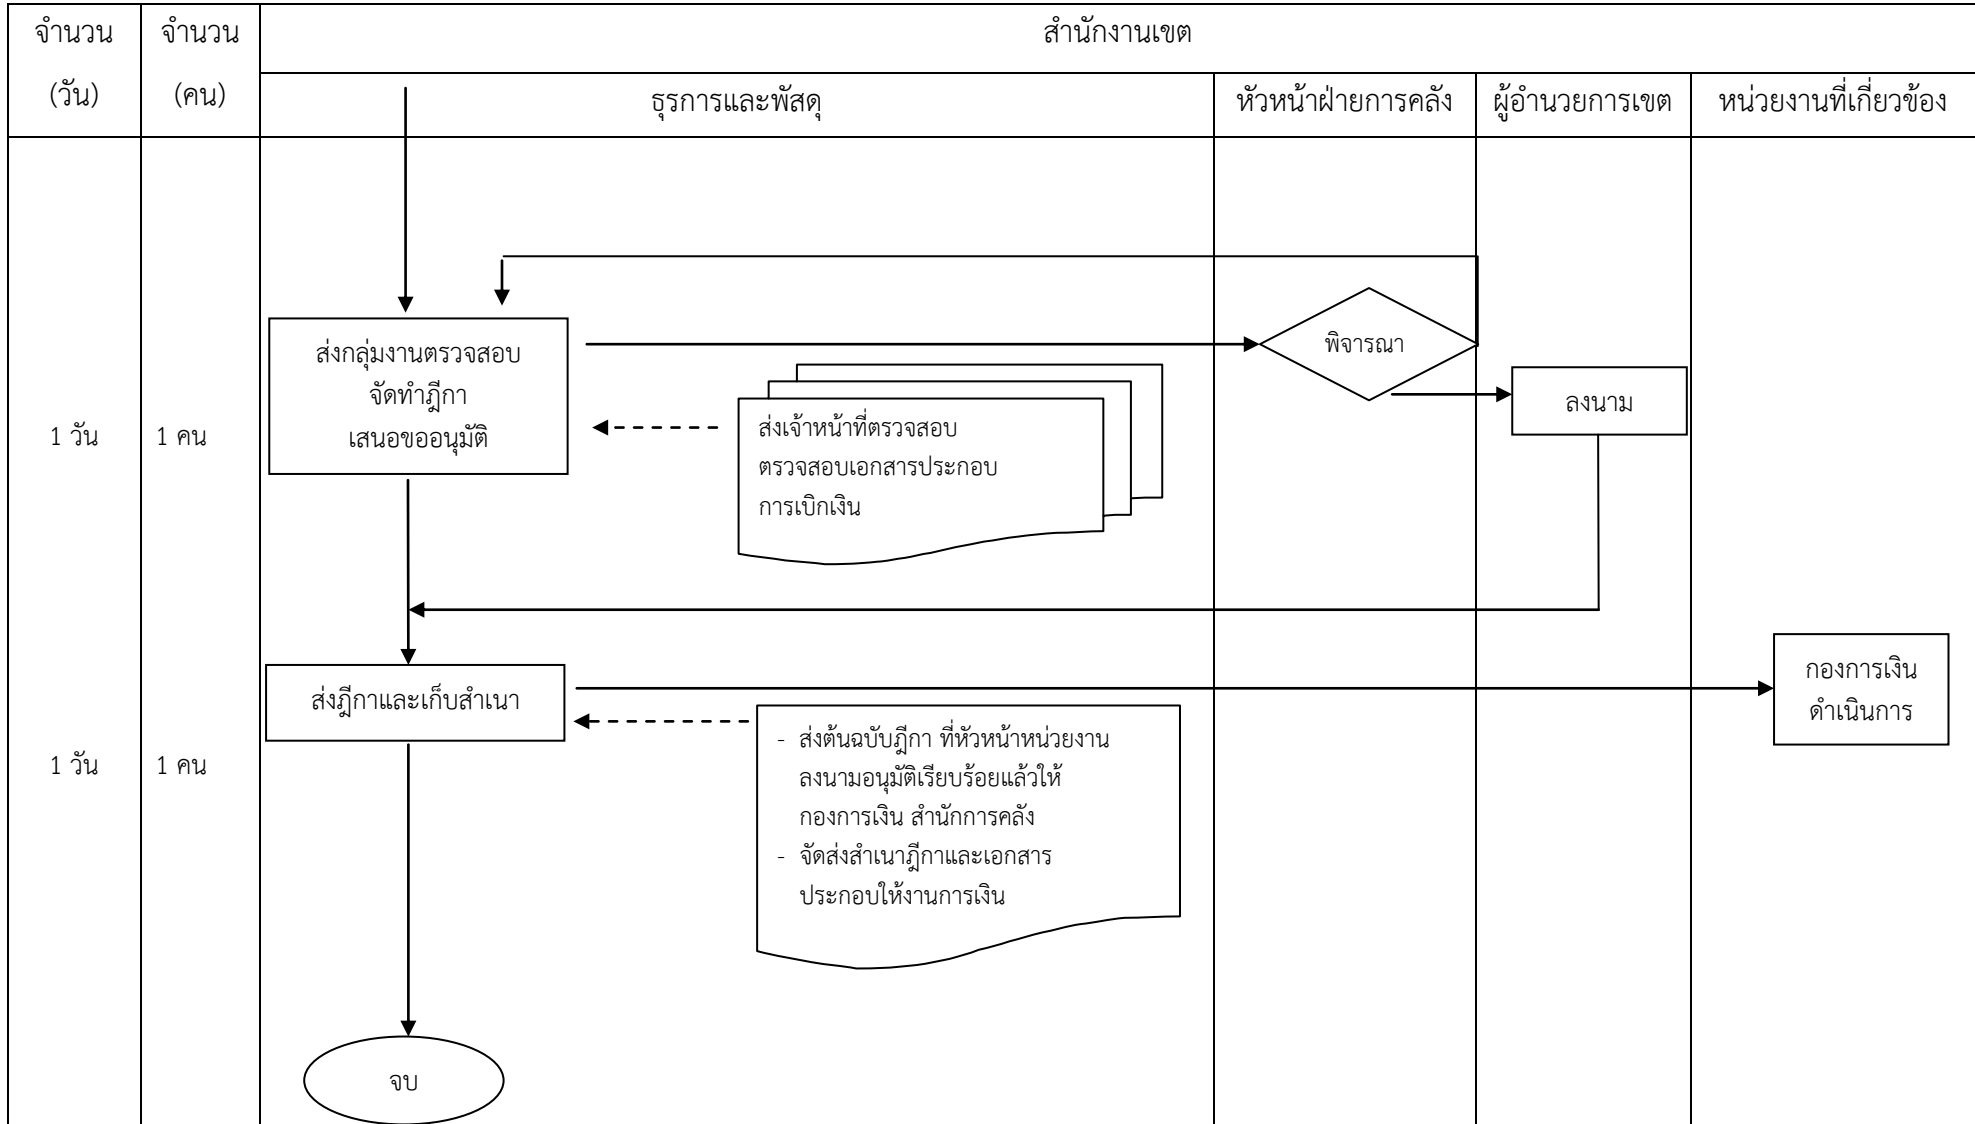 จำนวน
(วัน)
จำนวน
(คน)
สำนักงานเขต
ธุรการและพัสดุ
หัวหน้าฝ่ายการคลัง
ผู้อำนวยการเขต
หน่วยงานที่เกี่ยวข้อง
1 วัน
1 คน
ส่งกลุ่มงานตรวจสอบ
จัดทำฎีกา
เสนอขออนุมัติ
ส่งเจ้าหน้าที่ตรวจสอบ
ตรวจสอบเอกสารประกอบ
การเบิกเงิน
พิจารณา
ลงนาม
1 วัน
1 คน
ส่งฎีกาและเก็บสำเนา
- ส่งต้นฉบับฎีกา ที่หัวหน้าหน่วยงาน
ลงนามอนุมัติเรียบร้อยแล้วให้
กองการเงิน สำนักการคลัง
- จัดส่งสำเนาฎีกาและเอกสาร
ประกอบให้งานการเงิน
กองการเงิน
ดำเนินการ
จบ